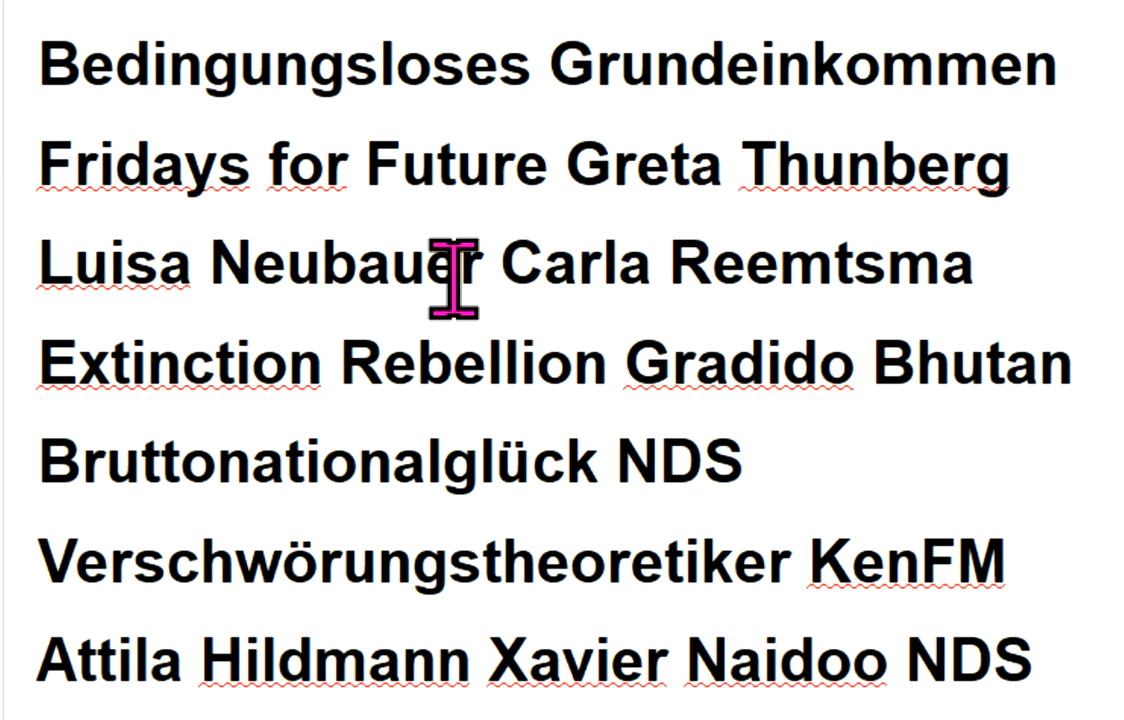 Bedingungsloses Grundeinkommen
Fridays for Future Greta Thunberg
Luisa Neubauer Carla Reemtsma
Extinction Rebellion Gradido Bhutan
Bruttonationalglück NDS
Verschwörungstheoretiker KenFM
Attila Hildmann Xavier Naidoo NDS